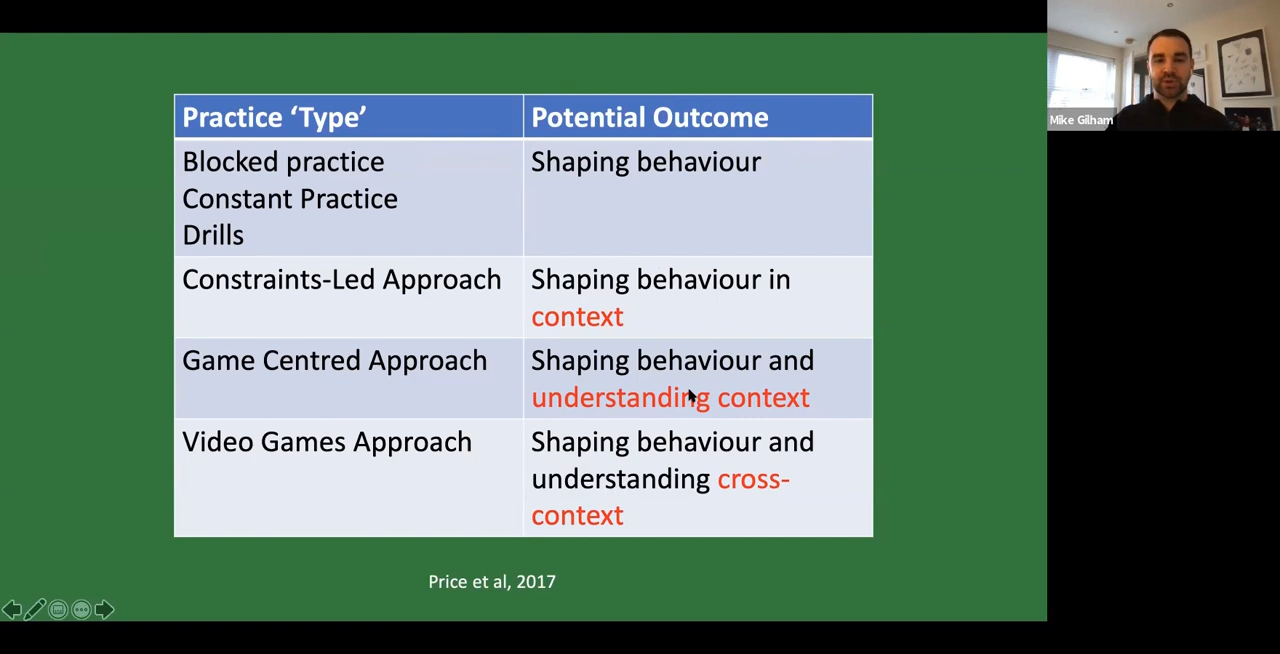 Practice ‘Type’
Potential Outcome
Blocked practice
Constant Practice
Drills
Shaping behaviour
Constraints-Led Approach
Shaping behaviour in
context
Game Centred Approach
Shaping behaviour and
understanding context
Video Games Approach
Shaping behaviour and
understanding cross-
context
Price et al, 2017
Mike Gilham